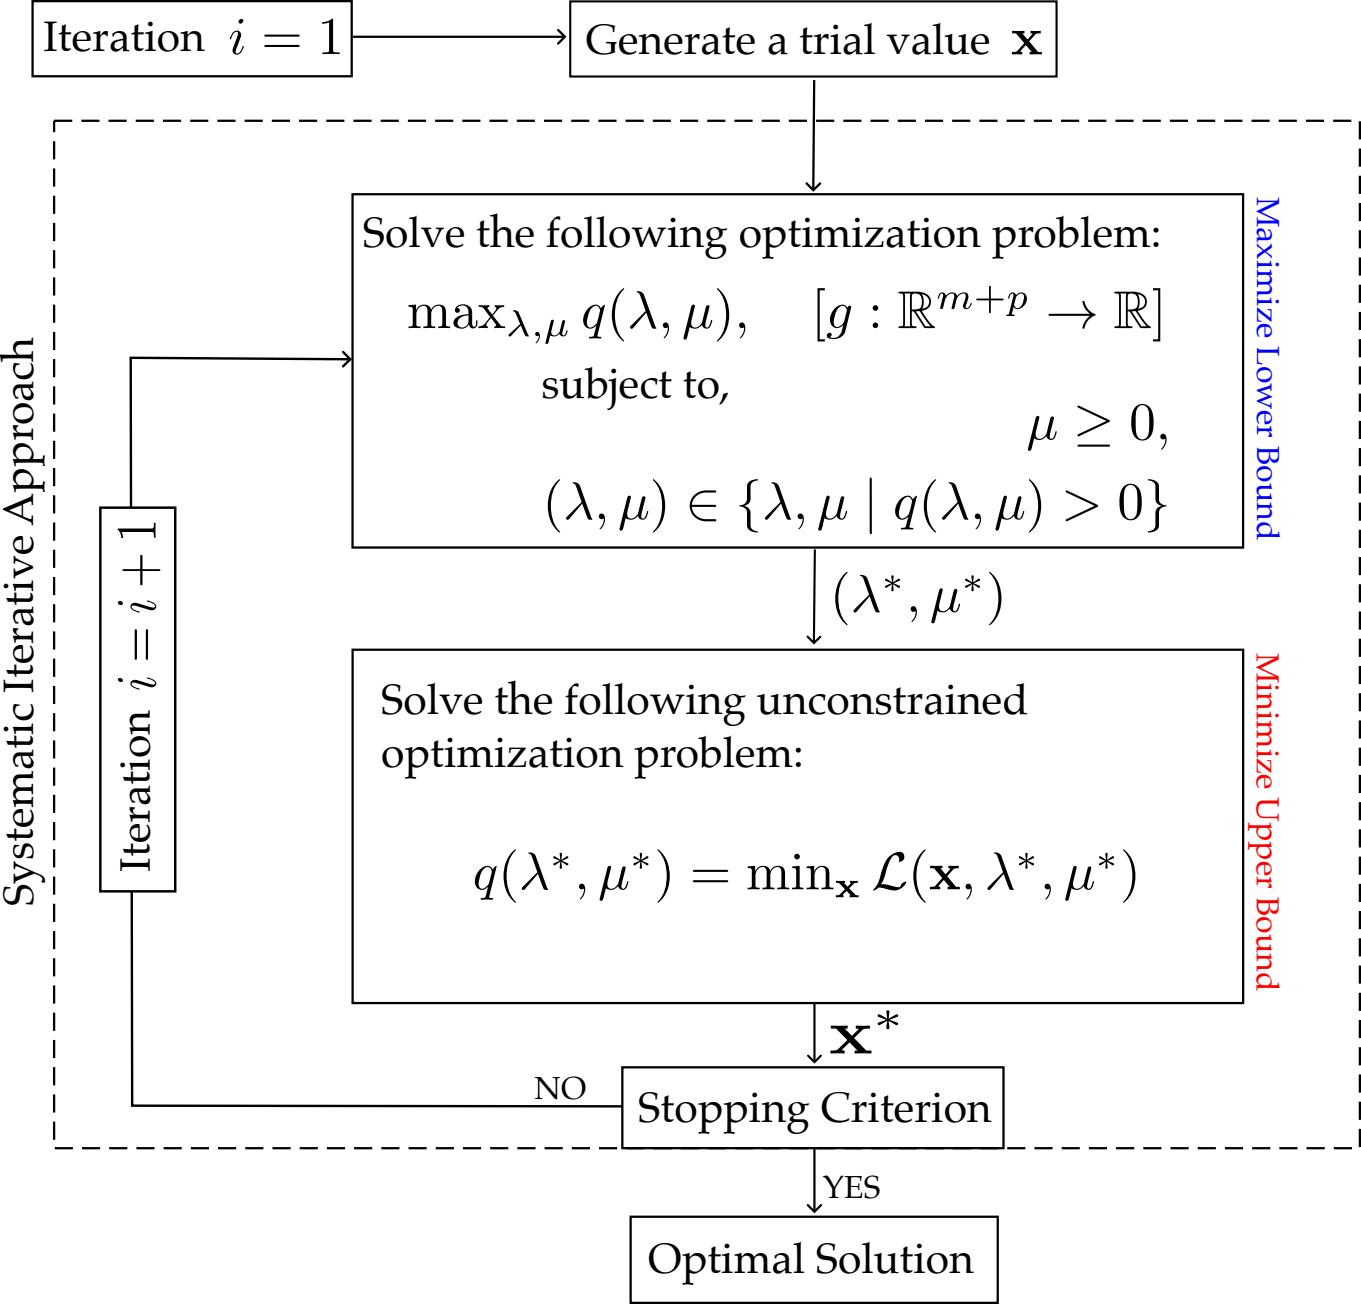 Iteration i = 1
Generate a trial value x
Systematic Iterative Approach
Solve the following optimization problem:
max_{λ,μ} q(λ, μ), [g : ℝ^{m+p} → ℝ]
subject to,
μ ≥ 0,
(λ, μ) ∈ {λ, μ | q(λ, μ) > 0}
Maximize Lower Bound
(λ*, μ*)
Iteration i = i + 1
Solve the following unconstrained
optimization problem:
q(λ*, μ*) = min_x ℒ(x, λ*, μ*)
Minimize Upper Bound
x*
NO
Stopping Criterion
YES
Optimal Solution